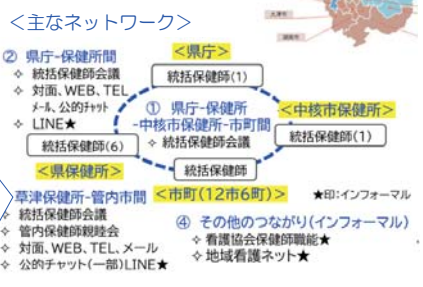 ＜主なネットワーク＞
大津市
② 県庁-保健所間
❖ 統括保健師会議
❖ 対面、WEB、TEL
メール、公的チャット
❖ LINE★
＜県庁＞
統括保健師(1)
① 県庁-保健所
-中核市保健所-市町間
❖ 統括保健師会議
＜中核市保健所＞
統括保健師(1)
統括保健師(6)
＜県保健所＞
統括保健師
＜市町(12市6町)＞
★印:インフォーマル
草津保健所-管内市間
❖ 統括保健師会議
❖ 管内保健師親睦会
❖ 対面、WEB、TEL、メール
❖ 公的チャット(一部)LINE★
④ その他のつながり(インフォーマル)
❖ 看護協会保健師職能★
❖ 地域看護ネット★